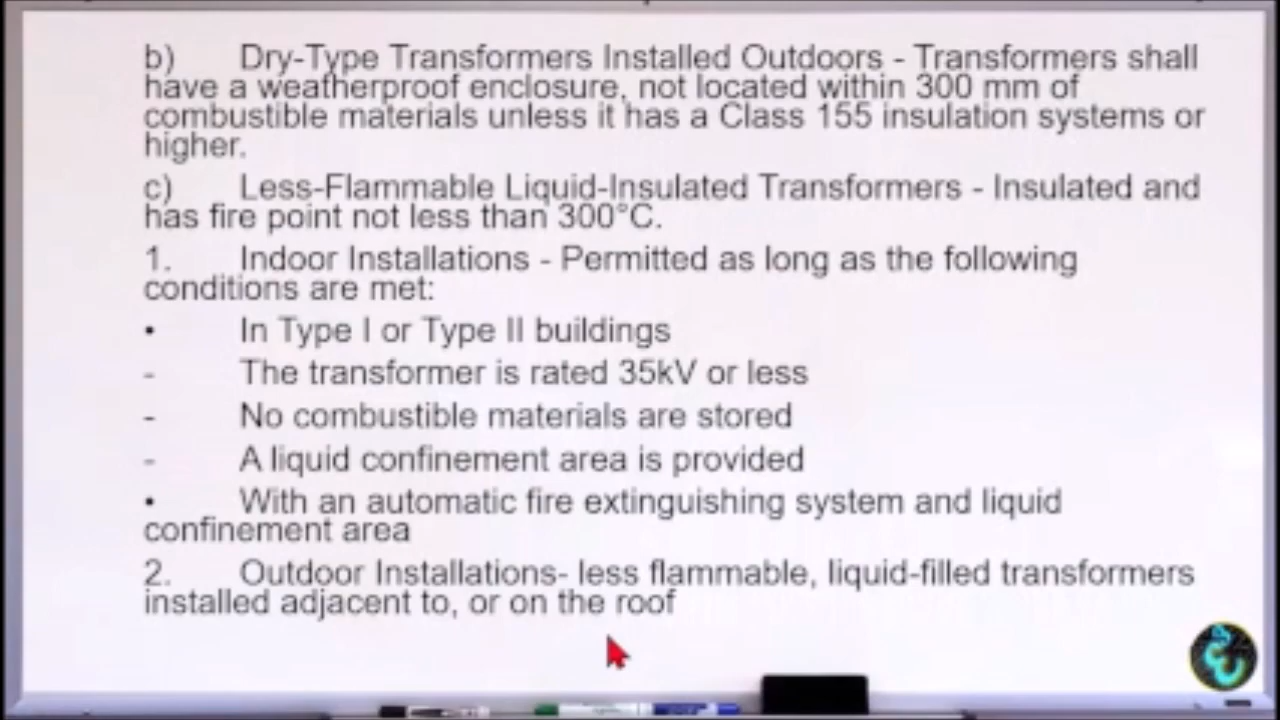 b) Dry-Type Transformers Installed Outdoors - Transformers shall
have a weatherproof enclosure, not located within 300 mm of
combustible materials unless it has a Class 155 insulation systems or
higher.
c) Less-Flammable Liquid-Insulated Transformers - Insulated and
has fire point not less than 300°C.
1. Indoor Installations - Permitted as long as the following
conditions are met:
• In Type I or Type II buildings
- The transformer is rated 35kV or less
- No combustible materials are stored
- A liquid confinement area is provided
• With an automatic fire extinguishing system and liquid
confinement area
2. Outdoor Installations- less flammable, liquid-filled transformers
installed adjacent to, or on the roof